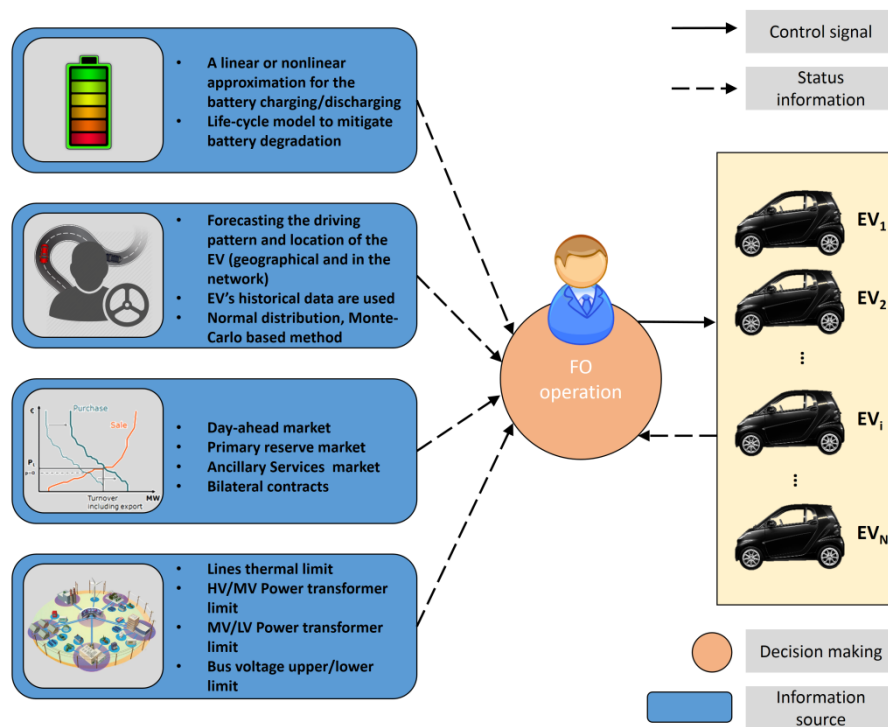 Control signal
Status
information
• A linear or nonlinear
approximation for the
battery charging/discharging
• Life-cycle model to mitigate
battery degradation
• Forecasting the driving
pattern and location of the
EV (geographical and in the
network)
• EV's historical data are used
• Normal distribution, Monte-
Carlo based method
€
Purchase
Sale
Turnover
including export
MW
• Day-ahead market
• Primary reserve market
• Ancillary Services market
• Bilateral contracts
• Lines thermal limit
• HV/MV Power transformer
limit
• MV/LV Power transformer
limit
• Bus voltage upper/lower
limit
FO
operation
EV1
EV2
...
EVi
...
EVN
Decision making
Information
source